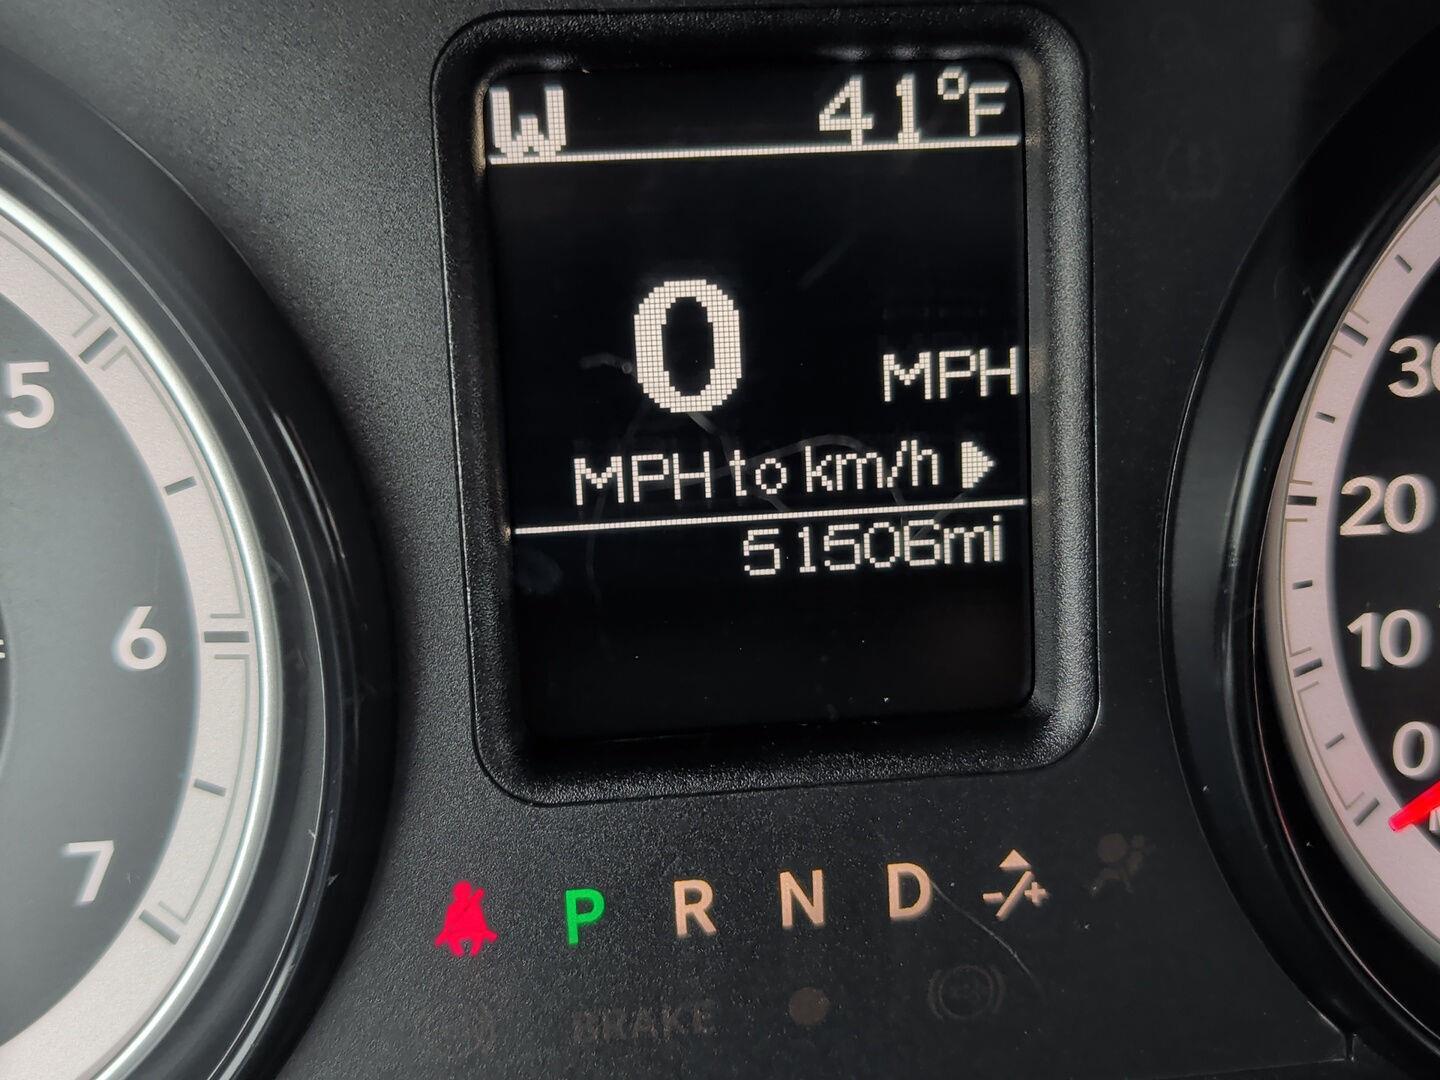 W 41°F
0 MPH
MPH to km/h
51506mi
5
6
7
30
20
10
0
P R N D -/+
BRAKE